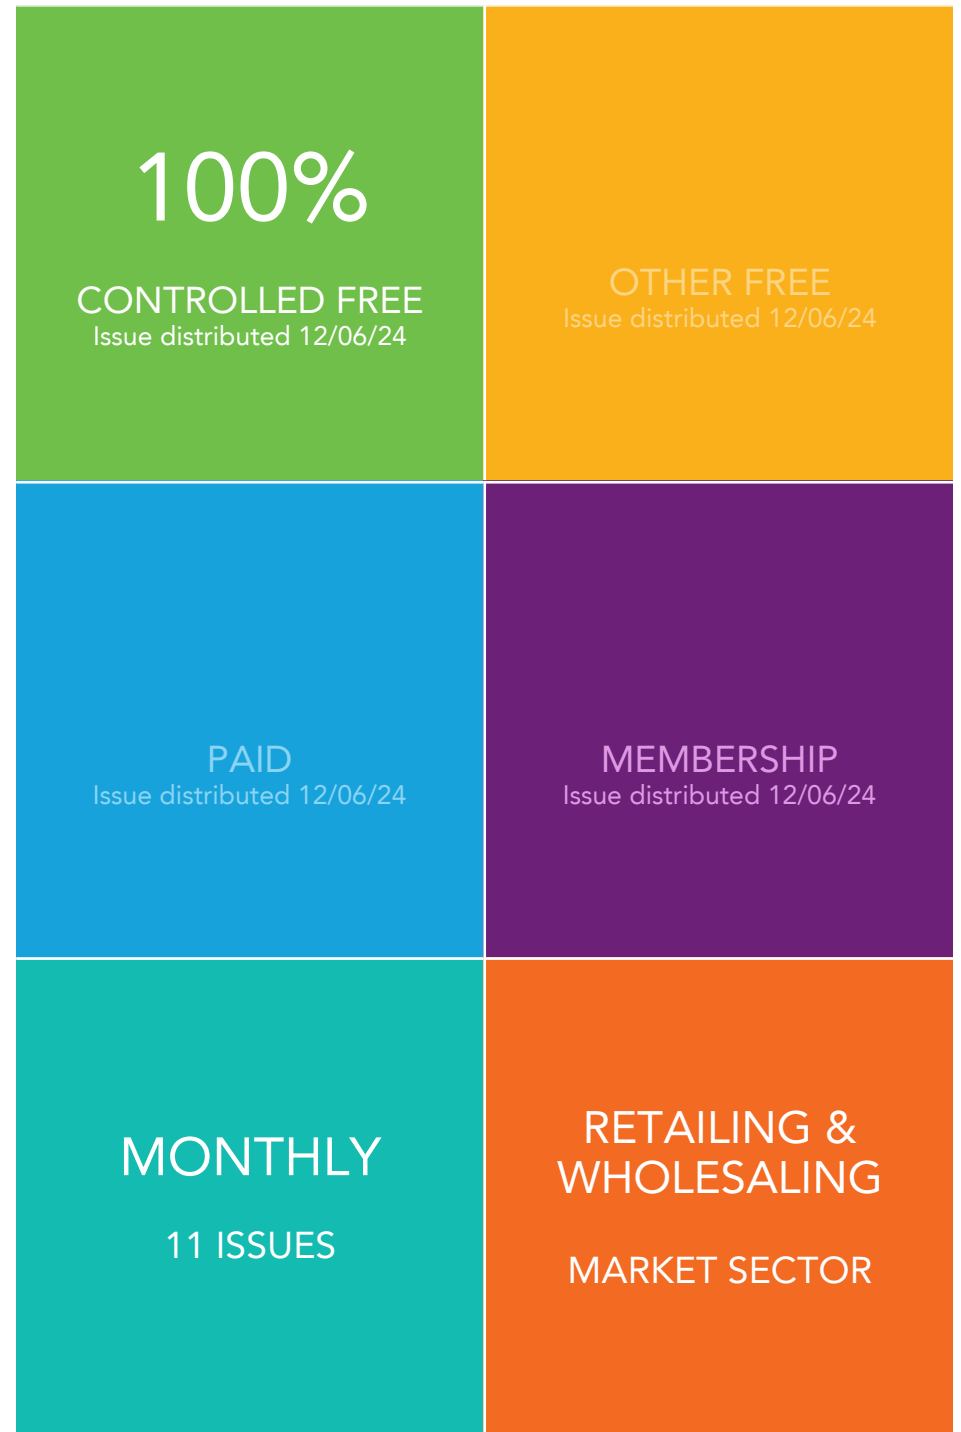 100%
CONTROLLED FREE
Issue distributed 12/06/24
OTHER FREE
Issue distributed 12/06/24
PAID
Issue distributed 12/06/24
MEMBERSHIP
Issue distributed 12/06/24
MONTHLY
11 ISSUES
RETAILING &
WHOLESALING
MARKET SECTOR